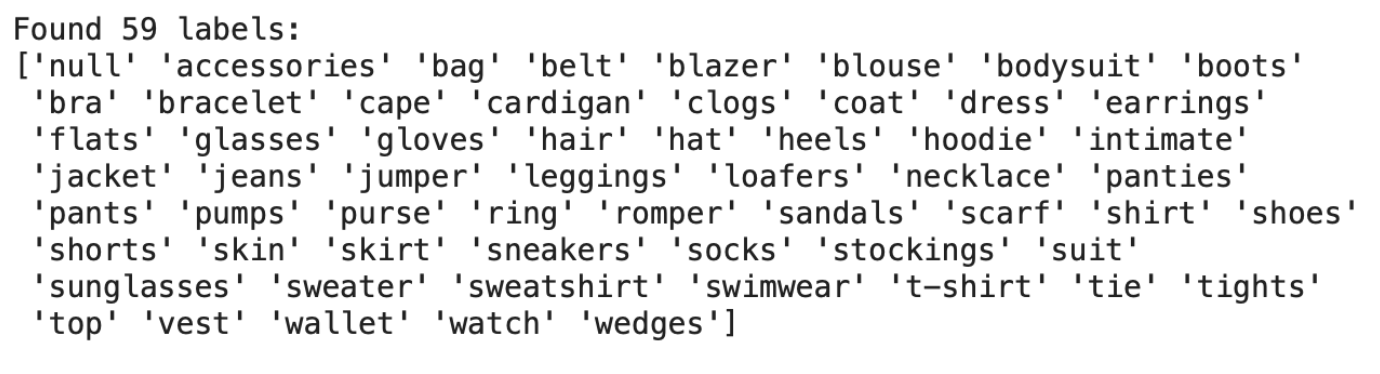 Found 59 labels:
['null' 'accessories' 'bag' 'belt' 'blazer' 'blouse' 'bodysuit' 'boots'
'bra' 'bracelet' 'cape' 'cardigan' 'clogs' 'coat' 'dress' 'earrings'
'flats' 'glasses' 'gloves' 'hair' 'hat' 'heels' 'hoodie' 'intimate'
'jacket' 'jeans' 'jumper' 'leggings' 'loafers' 'necklace' 'panties'
'pants' 'pumps' 'purse' 'ring' 'romper' 'sandals' 'scarf' 'shirt' 'shoes'
'shorts' 'skin' 'skirt' 'sneakers' 'socks' 'stockings' 'suit'
'sunglasses' 'sweater' 'sweatshirt' 'swimwear' 't-shirt' 'tie' 'tights'
'top' 'vest' 'wallet' 'watch' 'wedges']